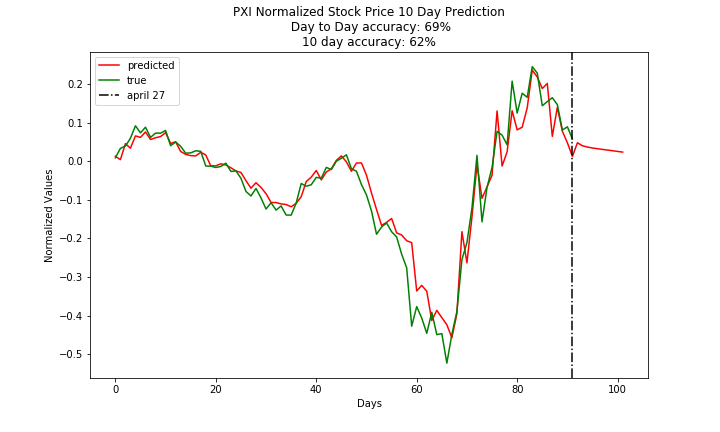 PXI Normalized Stock Price 10 Day Prediction
Day to Day accuracy: 69%
10 day accuracy: 62%
predicted
true
april 27
Normalized Values
0.2
0.1
0.0
−0.1
−0.2
−0.3
−0.4
−0.5
0 20 40 60 80 100
Days